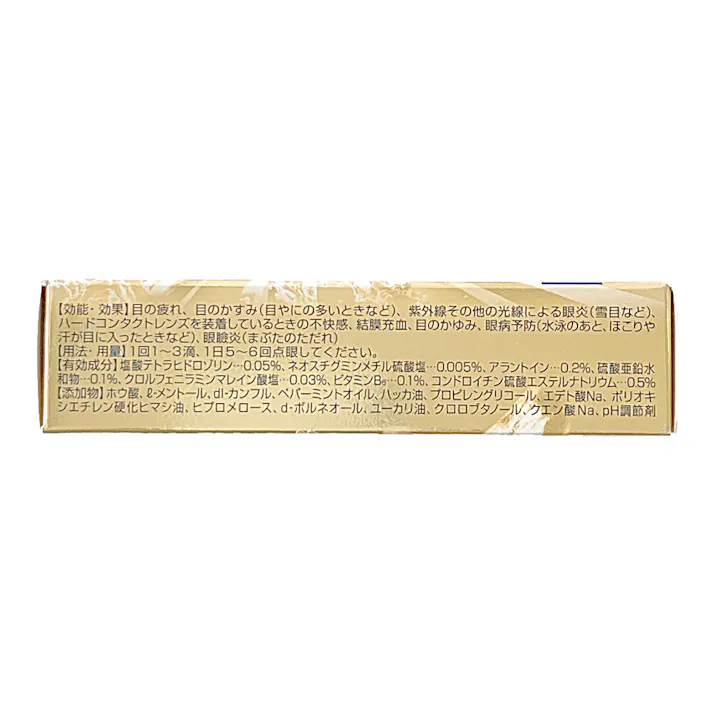 【効能・効果】目の疲れ、目のかすみ(目やにの多いときなど)、紫外線その他の光線による眼炎(雪目など)、
ハードコンタクトレンズを装着しているときの不快感、結膜充血、目のかゆみ、眼病予防(水泳のあと、ほこりや
汗が目に入ったときなど)、眼瞼炎(まぶたのただれ)
【用法・用量】1回1〜3滴、1日5〜6回点眼してください。
【有効成分】塩酸テトラヒドロゾリン…0.05%、ネオスチグミンメチル硫酸塩…0.005%、アラントイン…0.2%、硫酸亜鉛水
和物…0.1%、クロルフェニラミンマレイン酸塩…0.03%、ビタミンB₆…0.1%、コンドロイチン硫酸エステルナトリウム…0.5%
【添加物】ホウ酸、ℓ-メントール、dl-カンフル、ペパーミントオイル、ハッカ油、プロピレングリコール、エデト酸Na、ポリオキ
シエチレン硬化ヒマシ油、ヒプロメロース、d-ボルネオール、ユーカリ油、クロロブタノール、クエン酸Na、pH調節剤